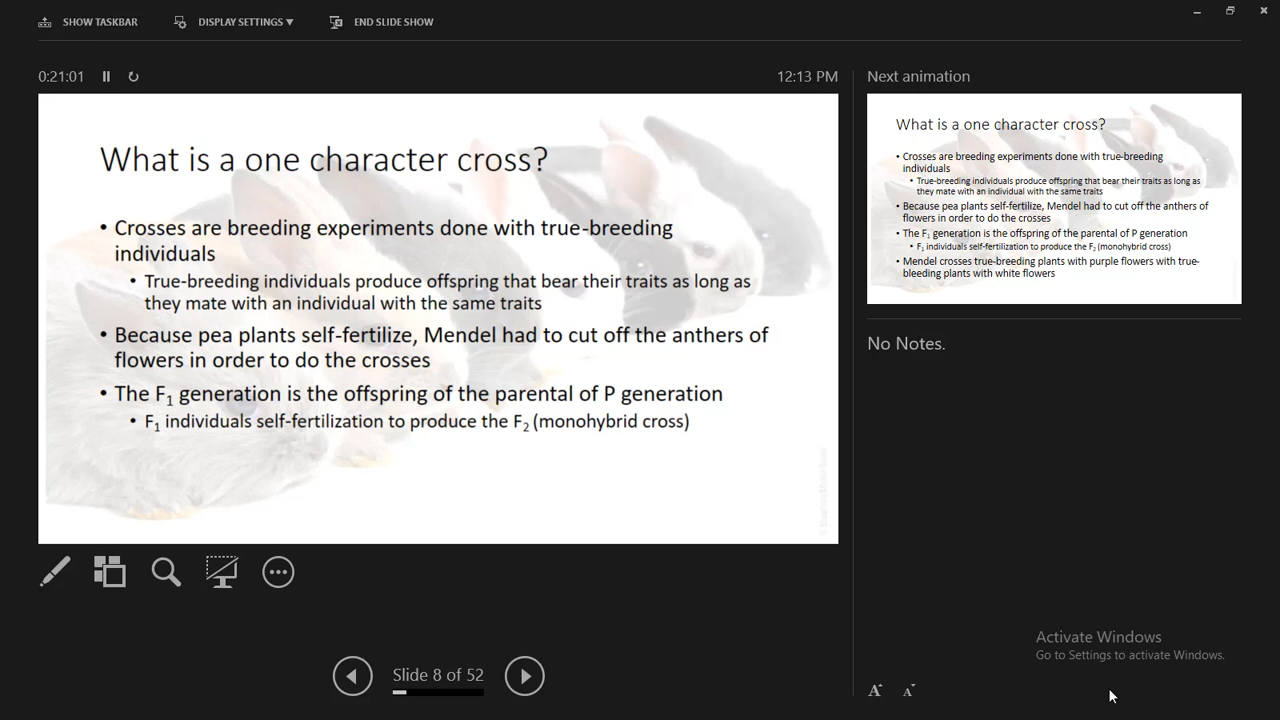 SHOW TASKBAR
DISPLAY SETTINGS ▼
END SLIDE SHOW
0:21:01
12:13 PM
What is a one character cross?
• Crosses are breeding experiments done with true-breeding
individuals
• True-breeding individuals produce offspring that bear their traits as long as
they mate with an individual with the same traits
• Because pea plants self-fertilize, Mendel had to cut off the anthers of
flowers in order to do the crosses
• The F₁ generation is the offspring of the parental of P generation
• F₁ individuals self-fertilization to produce the F₂ (monohybrid cross)
Slide 8 of 52
Next animation
What is a one character cross?
• Crosses are breeding experiments done with true-breeding
individuals
• True-breeding individuals produce offspring that bear their traits as long as
they mate with an individual with the same traits
• Because pea plants self-fertilize, Mendel had to cut off the anthers of
flowers in order to do the crosses
• The F₁ generation is the offspring of the parental of P generation
• F₁ individuals self-fertilization to produce the F₂ (monohybrid cross)
• Mendel crosses true-breeding plants with purple flowers with true-
bleeding plants with white flowers
No Notes.
Activate Windows
Go to Settings to activate Windows.
A A